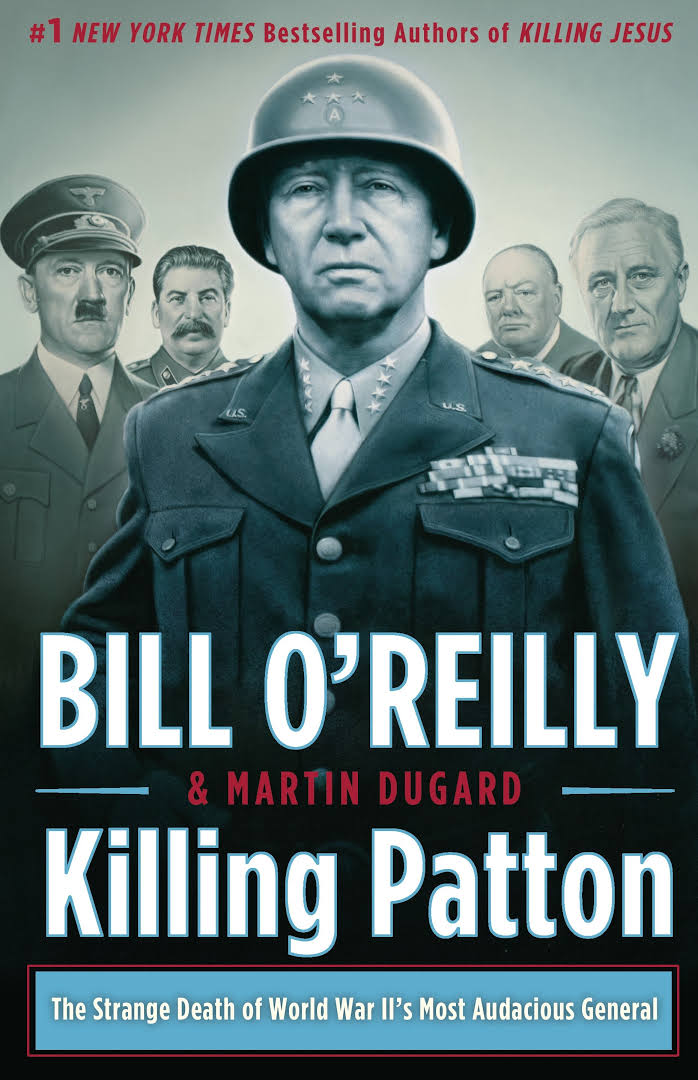 #1 NEW YORK TIMES Bestselling Authors of KILLING JESUS
A
U.S.
U.S.
BILL O'REILLY
& MARTIN DUGARD
Killing Patton
The Strange Death of World War II's Most Audacious General